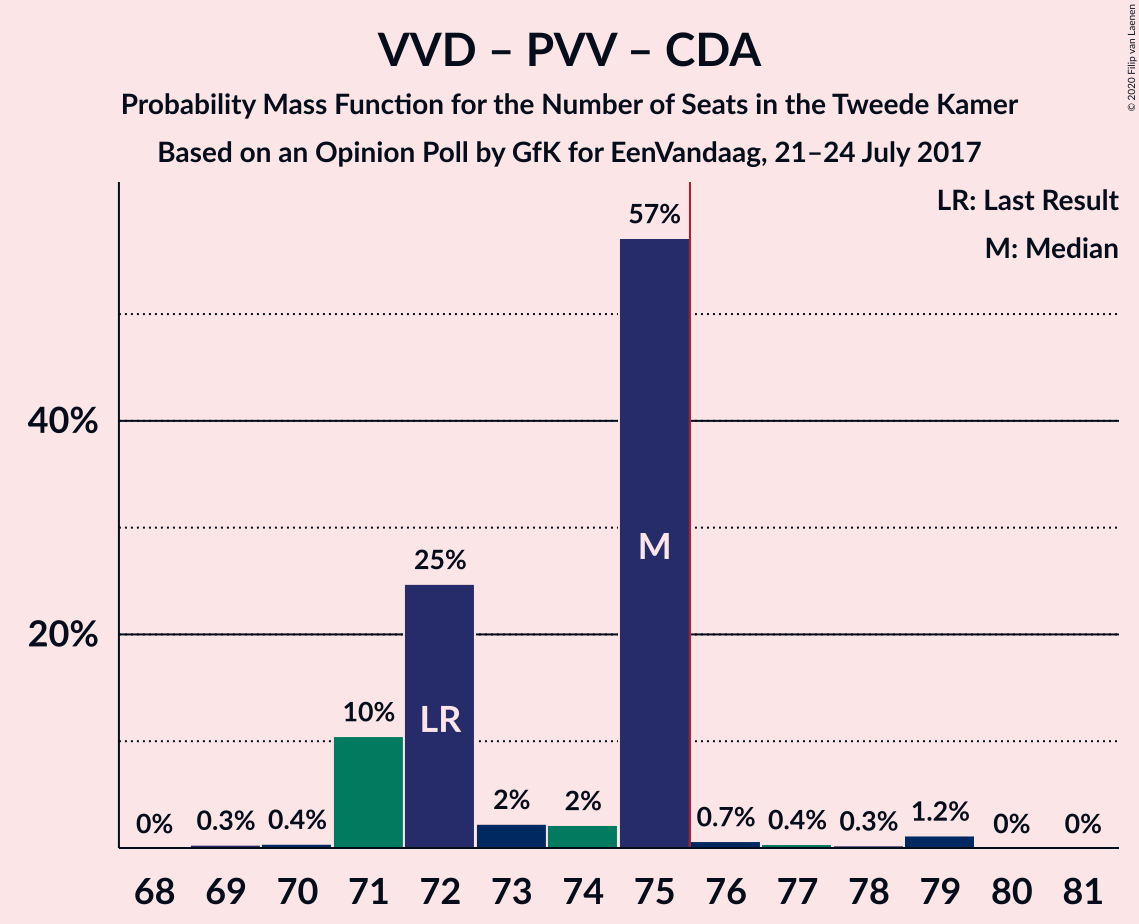 VVD – PVV – CDA
Probability Mass Function for the Number of Seats in the Tweede Kamer
Based on an Opinion Poll by GfK for EenVandaag, 21–24 July 2017
© 2020 Filip van Laenen
LR: Last Result
M: Median
40%
20%
0%
0.3%
0.4%
10%
25%
2%
2%
57%
0.7%
0.4%
0.3%
1.2%
0%
0%
LR
M
68 69 70 71 72 73 74 75 76 77 78 79 80 81